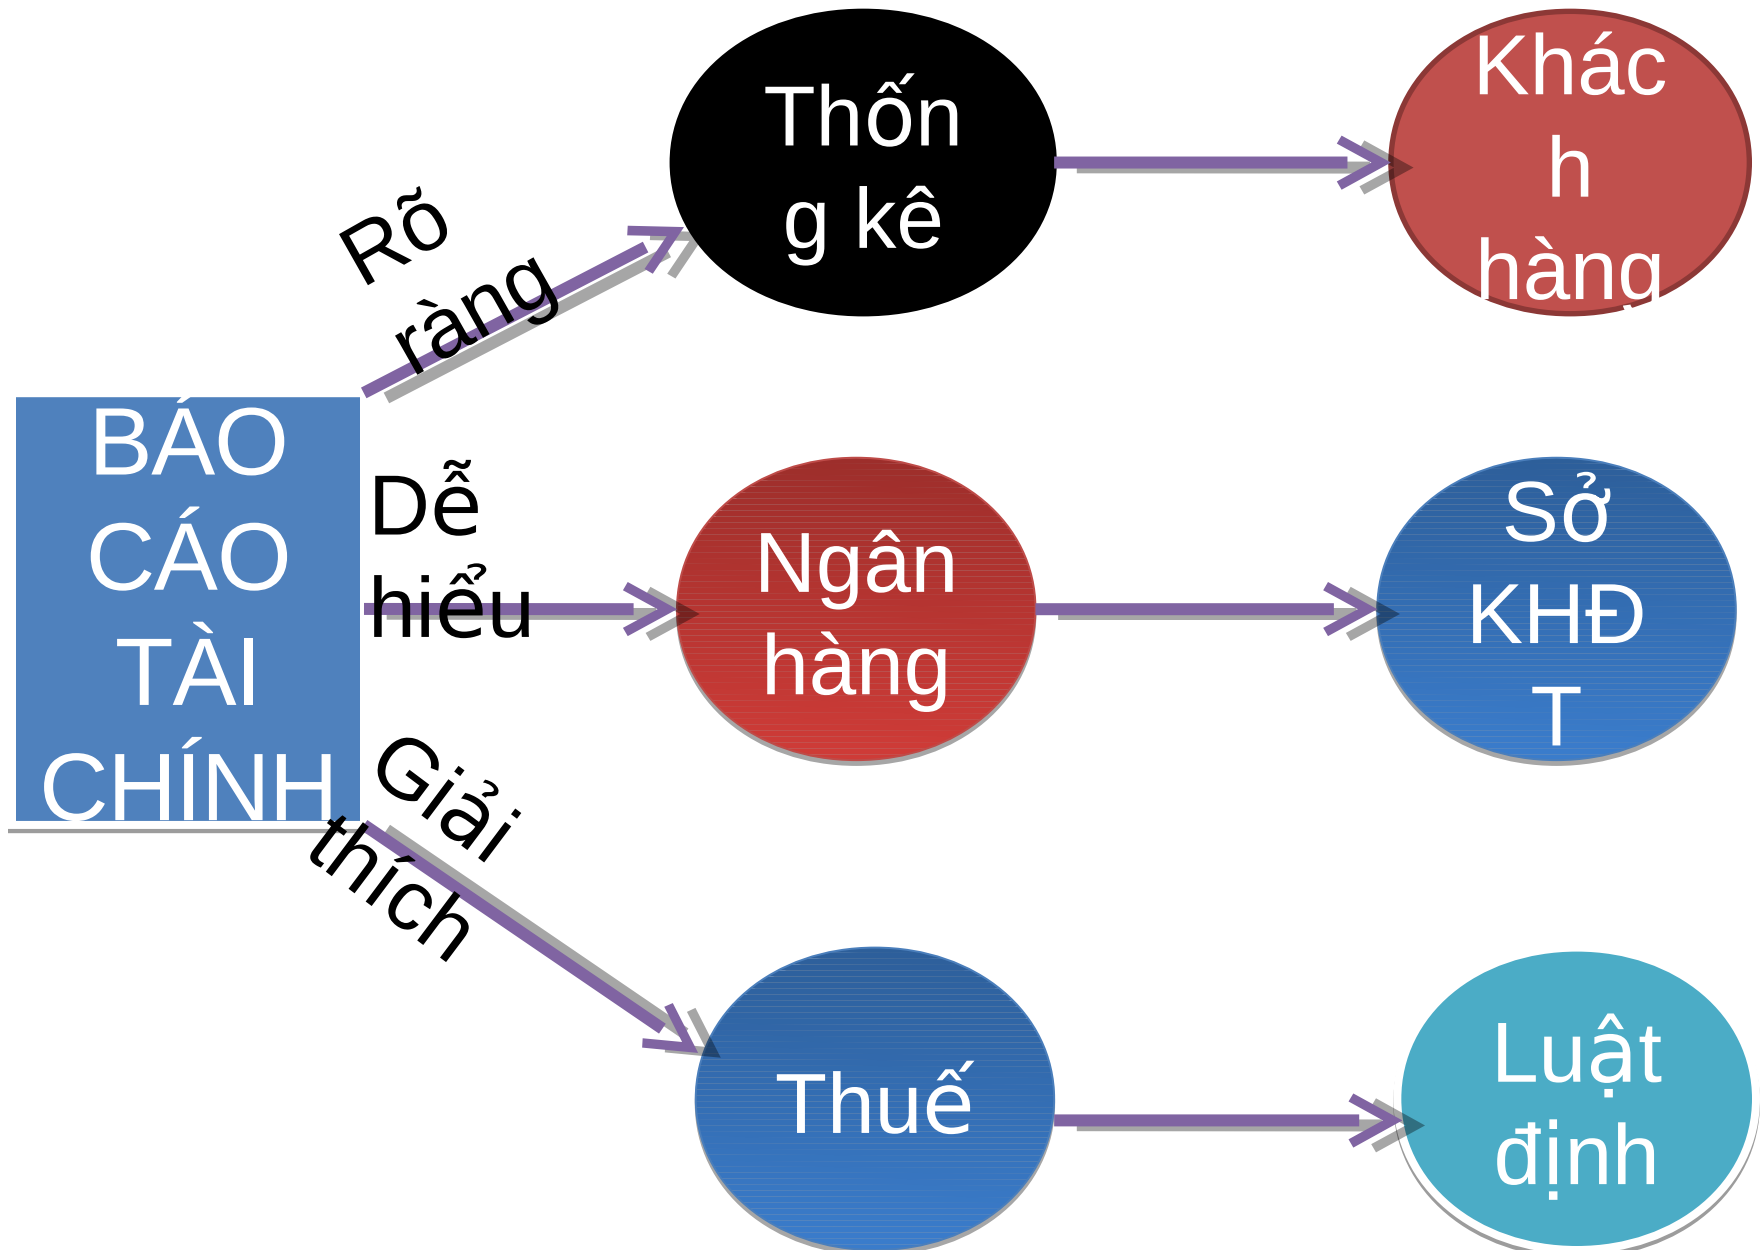 Thốn
g kê
Khác
h
hàng
Rõ
ràng
BÁO
CÁO
TÀI
CHÍNH
Dễ
hiểu
Ngân
hàng
Sở
KHĐ
T
Giải
thích
Thuế
Luật
định